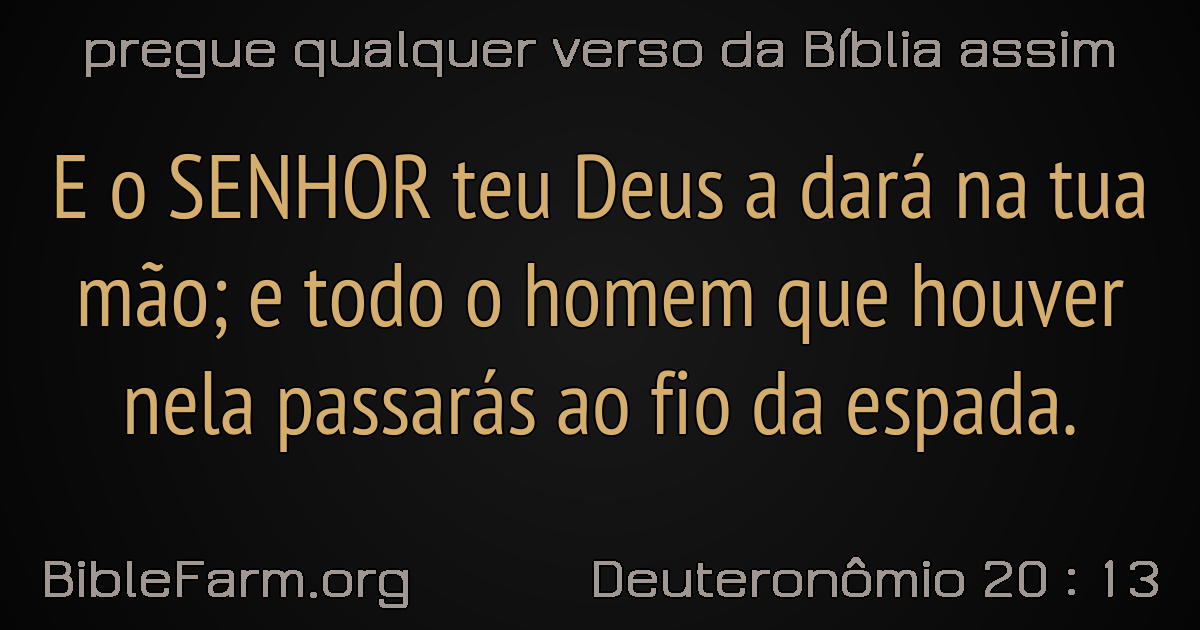 pregue qualquer verso da Bíblia assim
E o SENHOR teu Deus a dará na tua
mão; e todo o homem que houver
nela passarás ao fio da espada.
BibleFarm.org
Deuteronômio 20 : 13